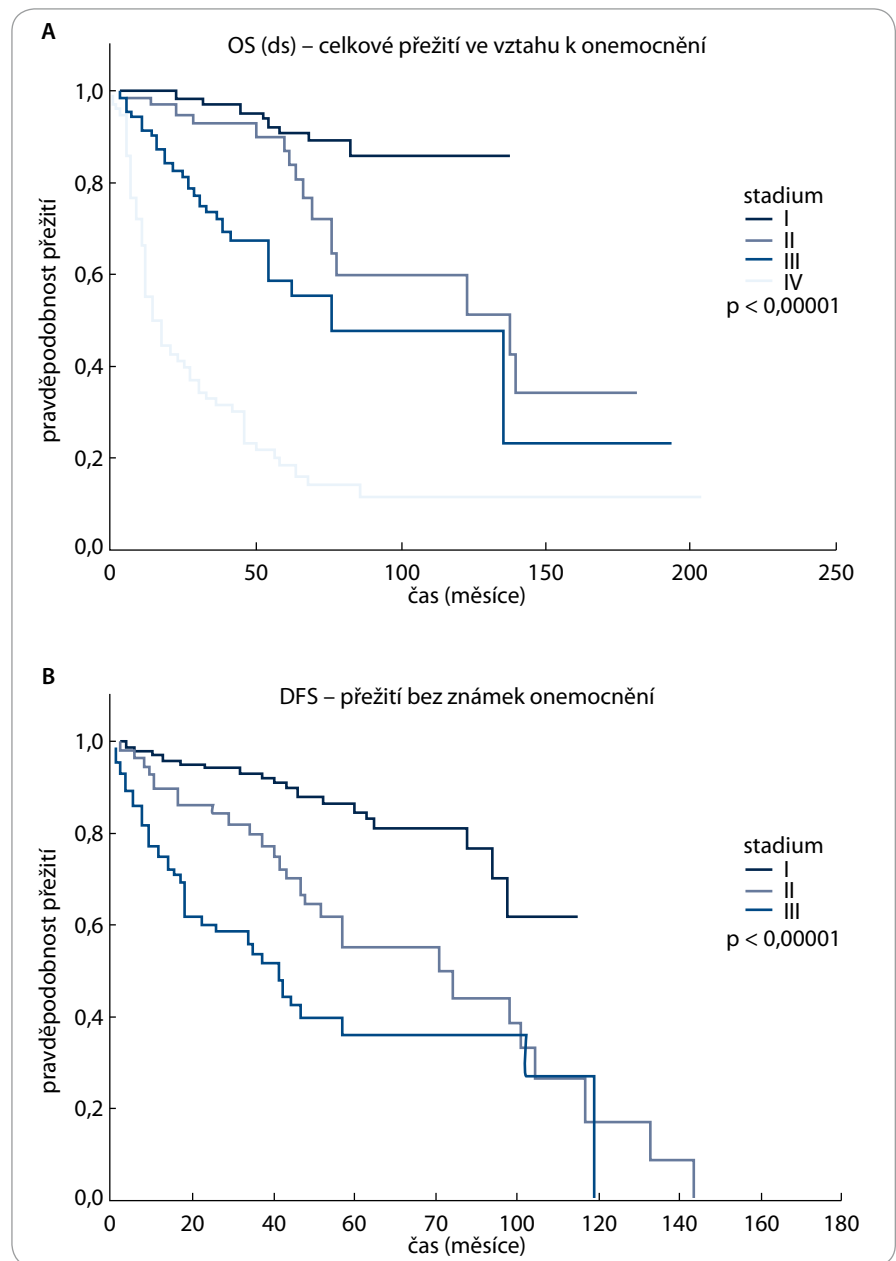 A
OS (ds) – celkové přežití ve vztahu k onemocnění
pravděpodobnost přežití
1,0
0,8
0,6
0,4
0,2
0,0
0 50 100 150 200 250
čas (měsíce)
stadium
I
II
III
IV
p < 0,00001
B
DFS – přežití bez známek onemocnění
pravděpodobnost přežití
1,0
0,8
0,6
0,4
0,2
0,0
0 20 40 60 70 100 120 140 160 180
čas (měsíce)
stadium
I
II
III
p < 0,00001